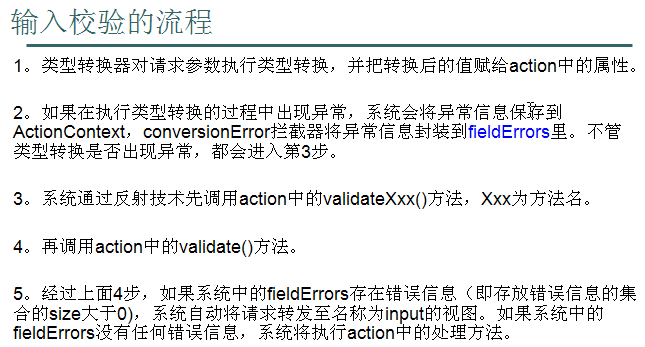 输入校验的流程
1。类型转换器对请求参数执行类型转换，并把转换后的值赋给action中的属性。
2。如果在执行类型转换的过程中出现异常，系统会将异常信息保存到
ActionContext，conversionError拦截器将异常信息封装到fieldErrors里。不管
类型转换是否出现异常，都会进入第3步。
3。系统通过反射技术先调用action中的validateXxx()方法，Xxx为方法名。
4。再调用action中的validate()方法。
5。经过上面4步，如果系统中的fieldErrors存在错误信息（即存放错误信息的集
合的size大于0)，系统自动将请求转发至名称为input的视图。如果系统中的
fieldErrors没有任何错误信息，系统将执行action中的处理方法。